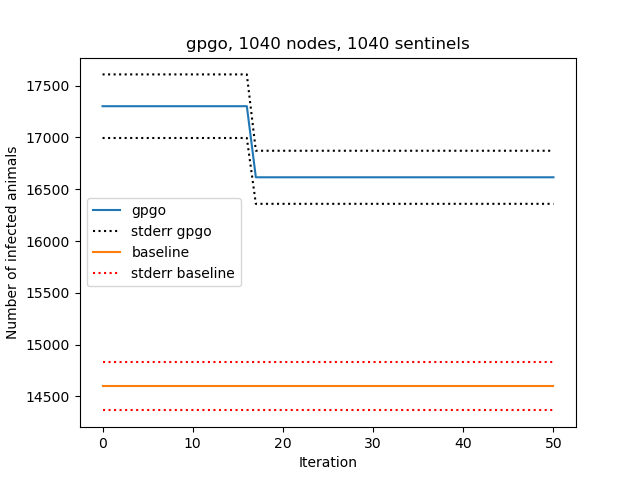 gpgo, 1040 nodes, 1040 sentinels
Number of infected animals
17500
17000
16500
16000
15500
15000
14500
gpgo
stderr gpgo
baseline
stderr baseline
0 10 20 30 40 50
Iteration